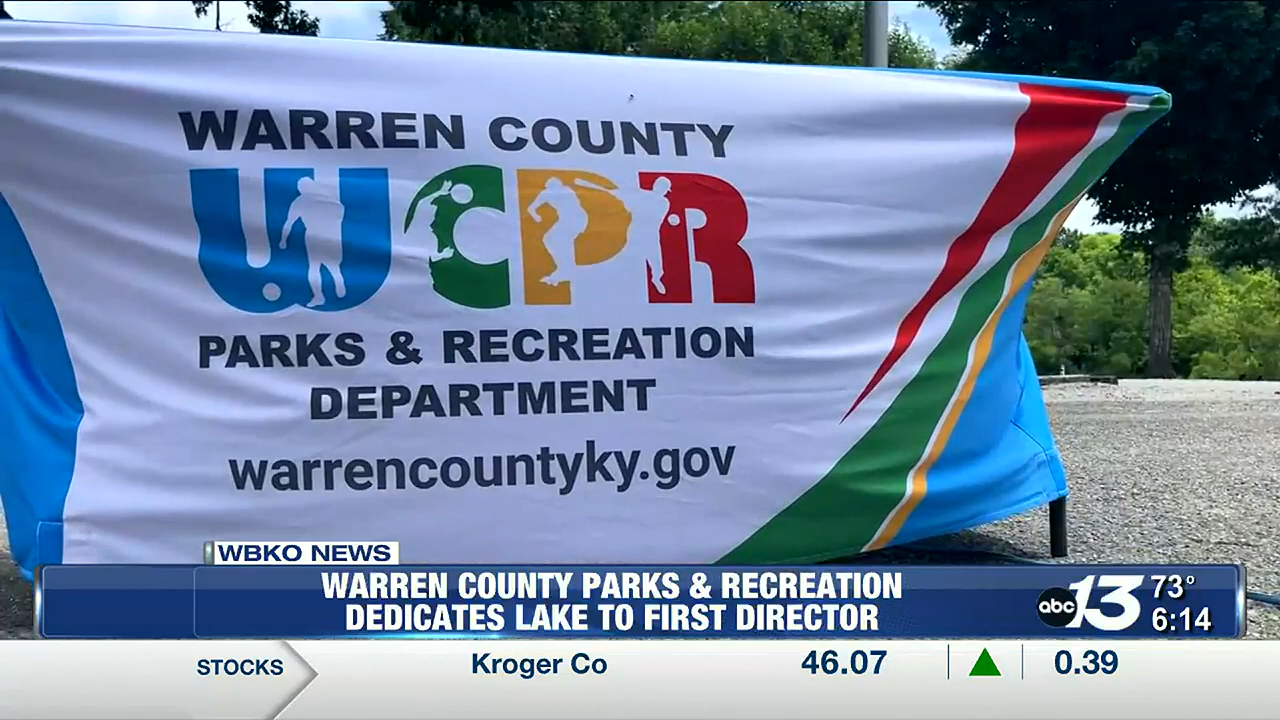 WARREN COUNTY
WCPR
PARKS & RECREATION
DEPARTMENT
warrencountyky.gov
WBKO NEWS
WARREN COUNTY PARKS & RECREATION
DEDICATES LAKE TO FIRST DIRECTOR
abc 13
73°
6:14
STOCKS Kroger Co 46.07 0.39